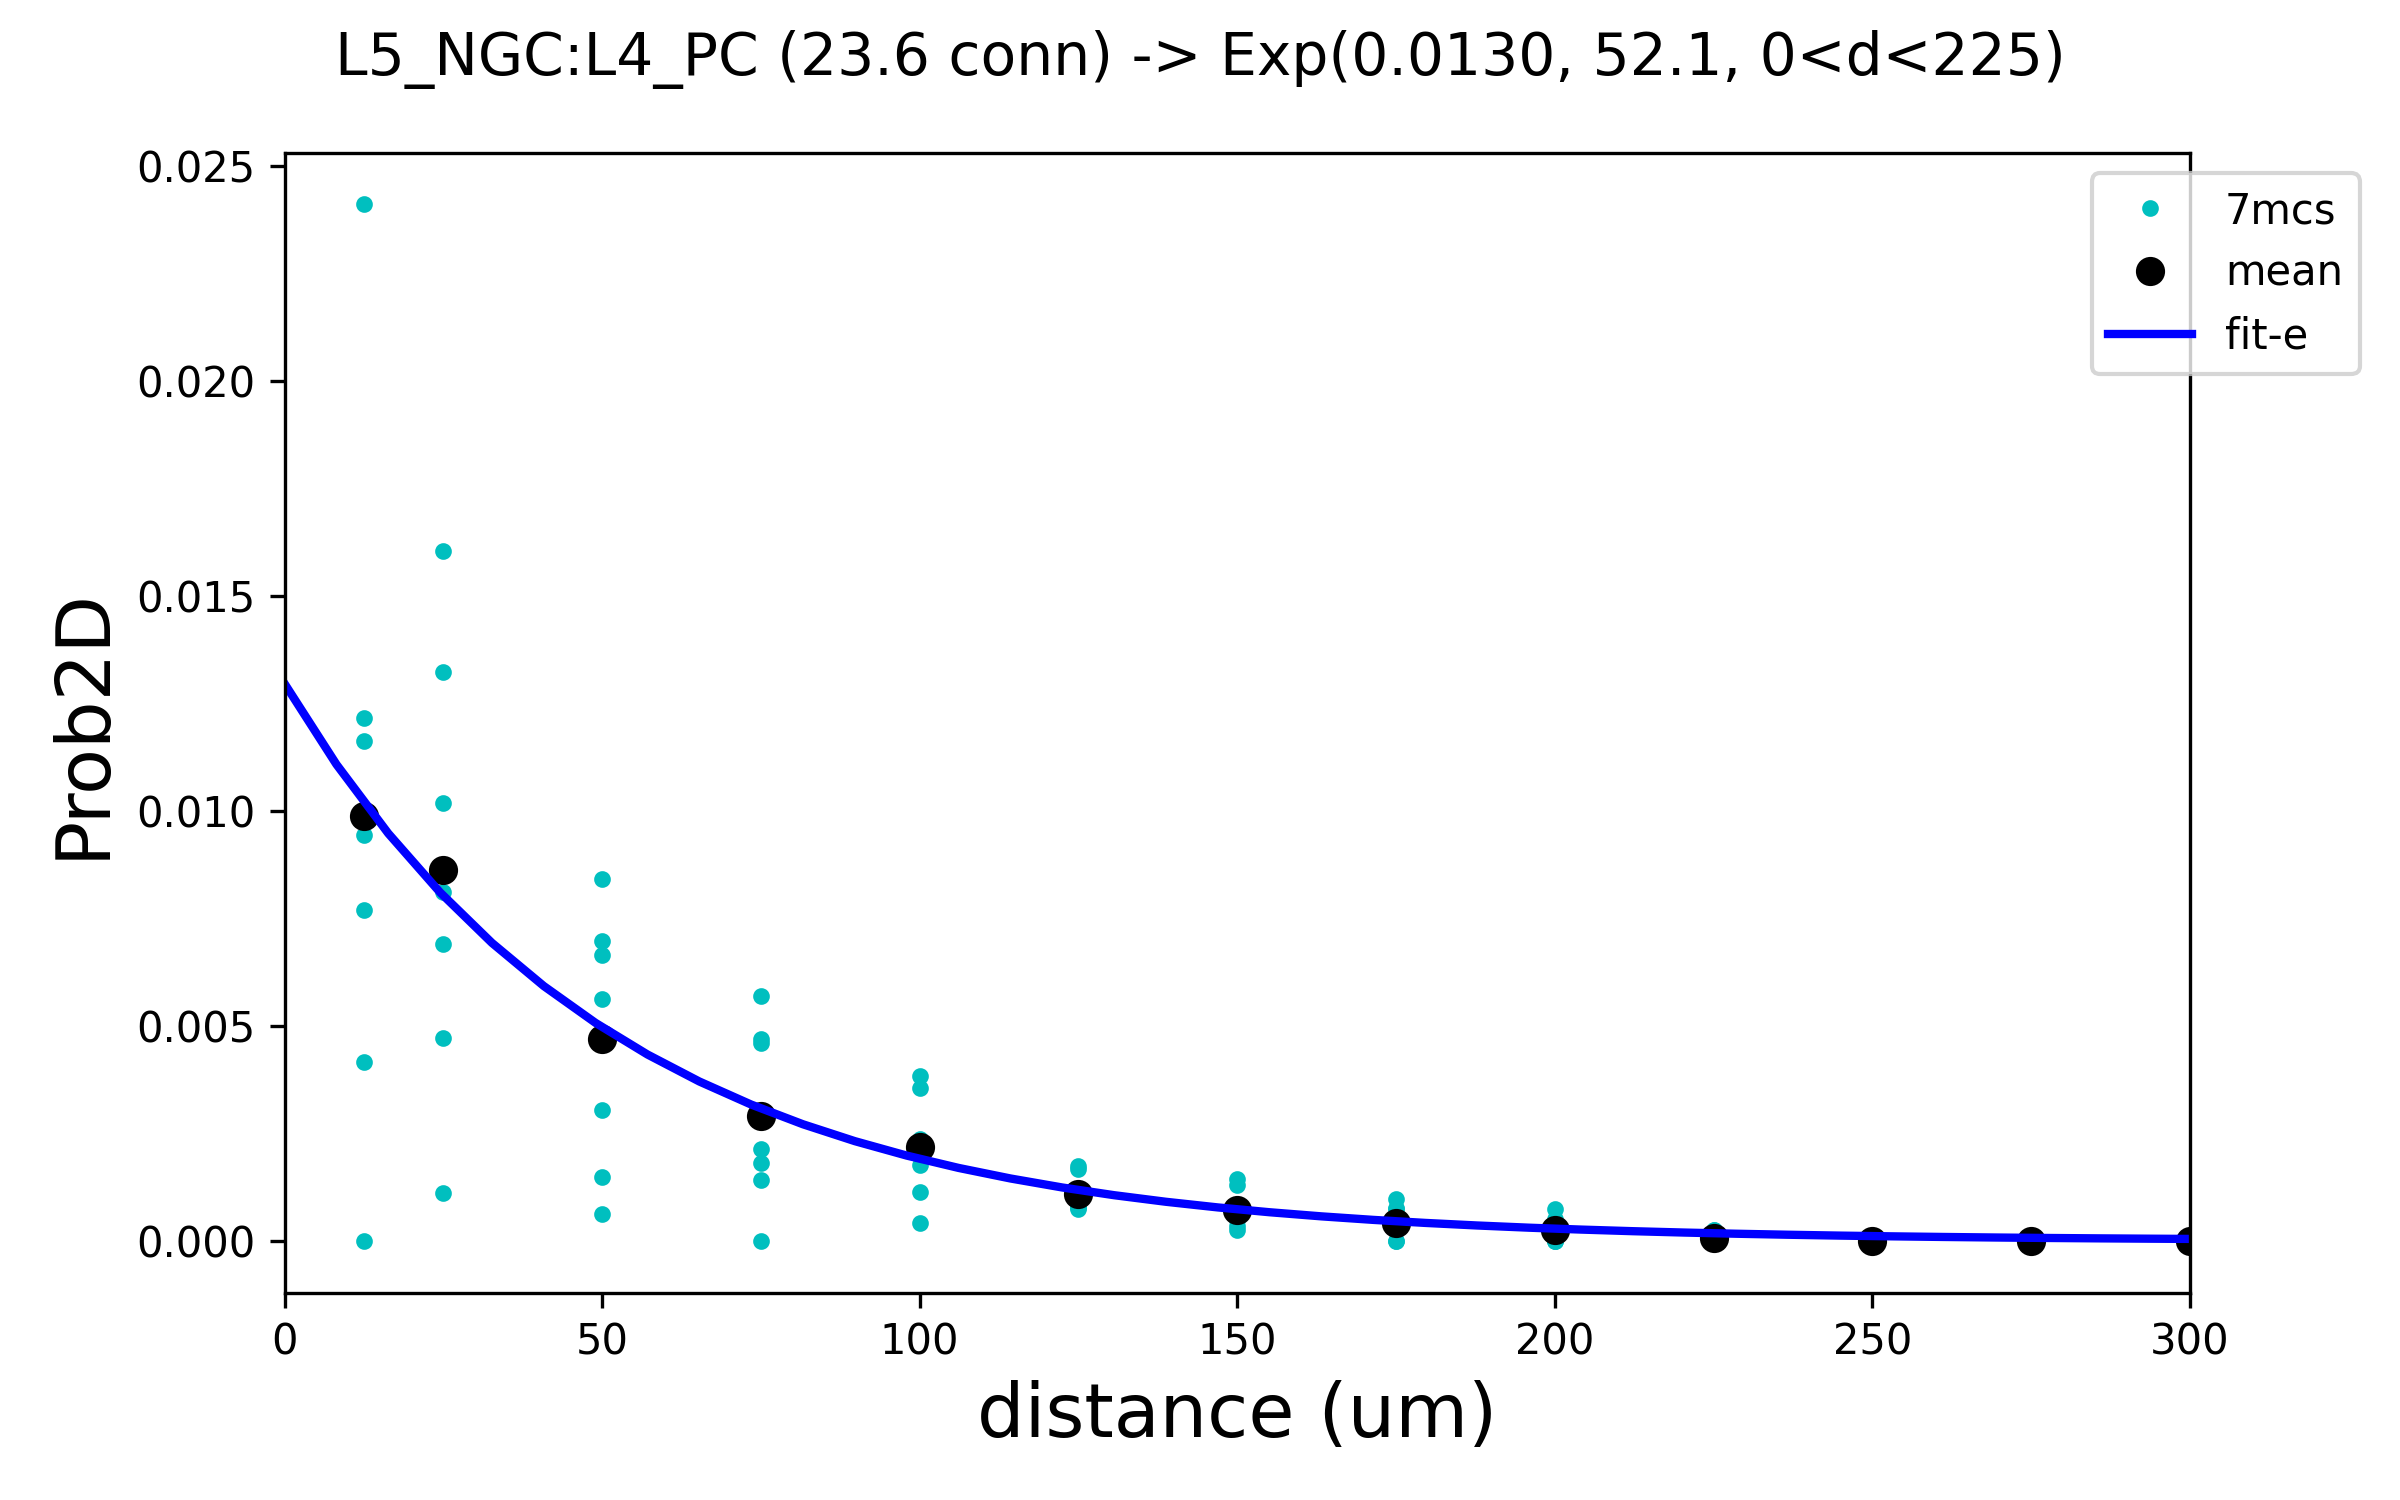 L5_NGC:L4_PC (23.6 conn) -> Exp(0.0130, 52.1, 0<d<225)
0.025
0.020
0.015
0.010
0.005
0.000
Prob2D
7mcs
mean
fit-e
0 50 100 150 200 250 300
distance (um)